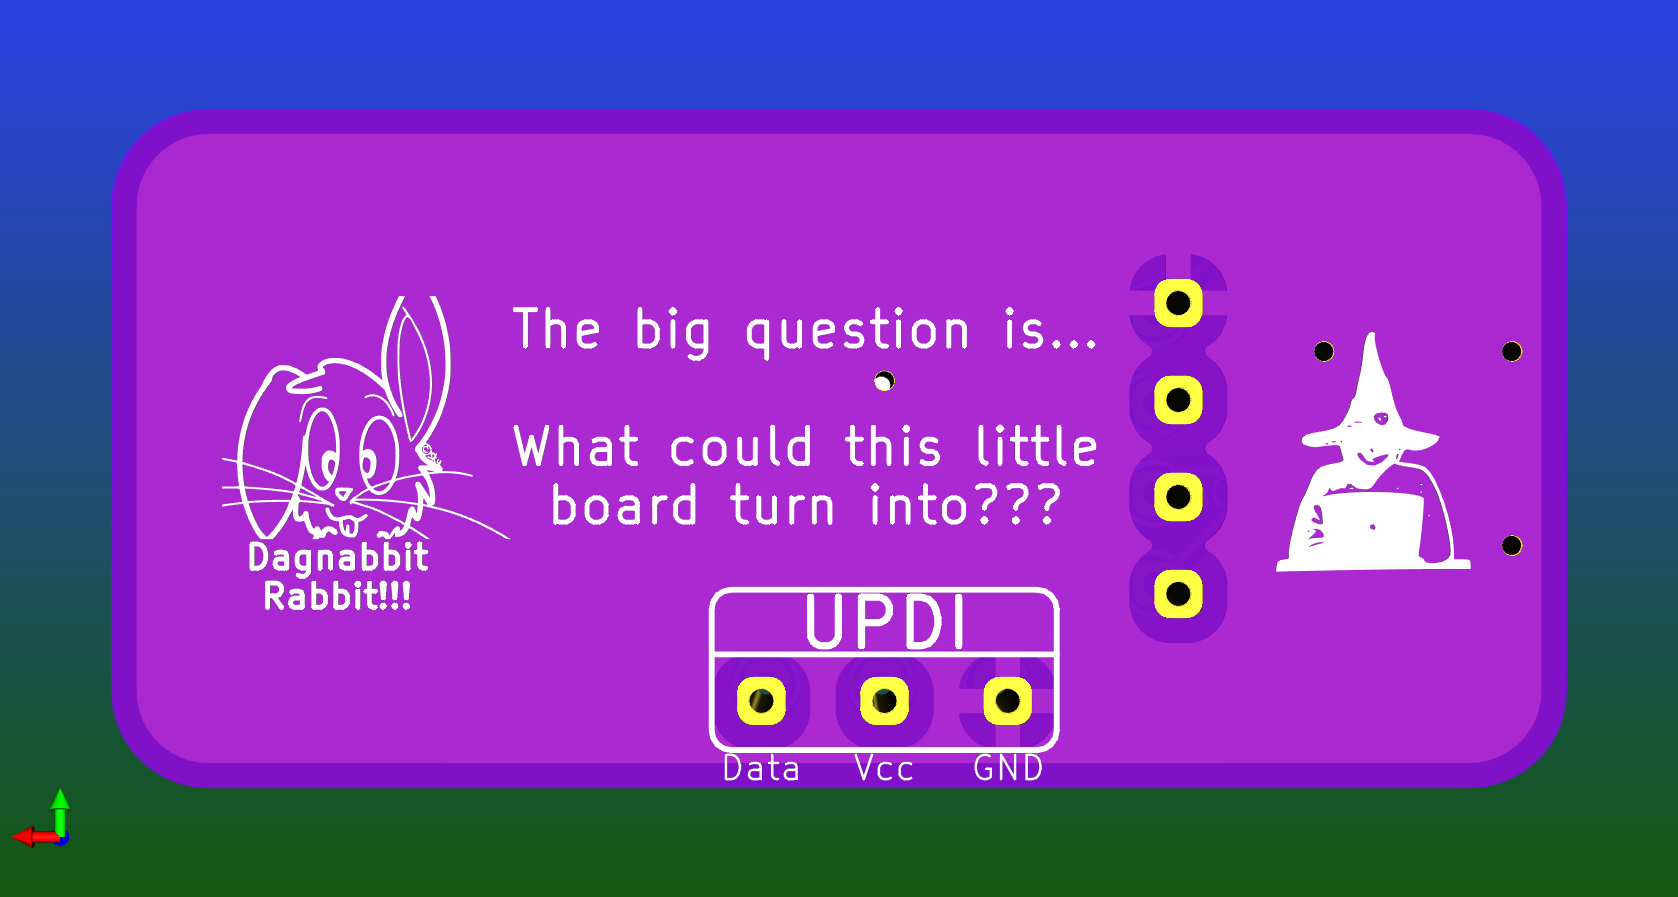 The big question is...
What could this little
board turn into???
Dagnabbit
Rabbit!!!
UPDI
Data Vcc GND